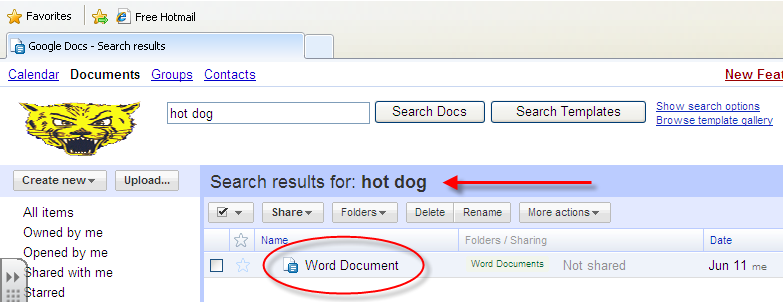 Favorites Free Hotmail
Google Docs - Search results
Calendar Documents Groups Contacts New Feat
hot dog Search Docs Search Templates Show search options
Browse template gallery
Create new Upload... Search results for: hot dog
All items Share Folders Delete Rename More actions
Owned by me
Opened by me Name Folders / Sharing Date
Shared with me Word Document Word Documents Not shared Jun 11 me
Starred